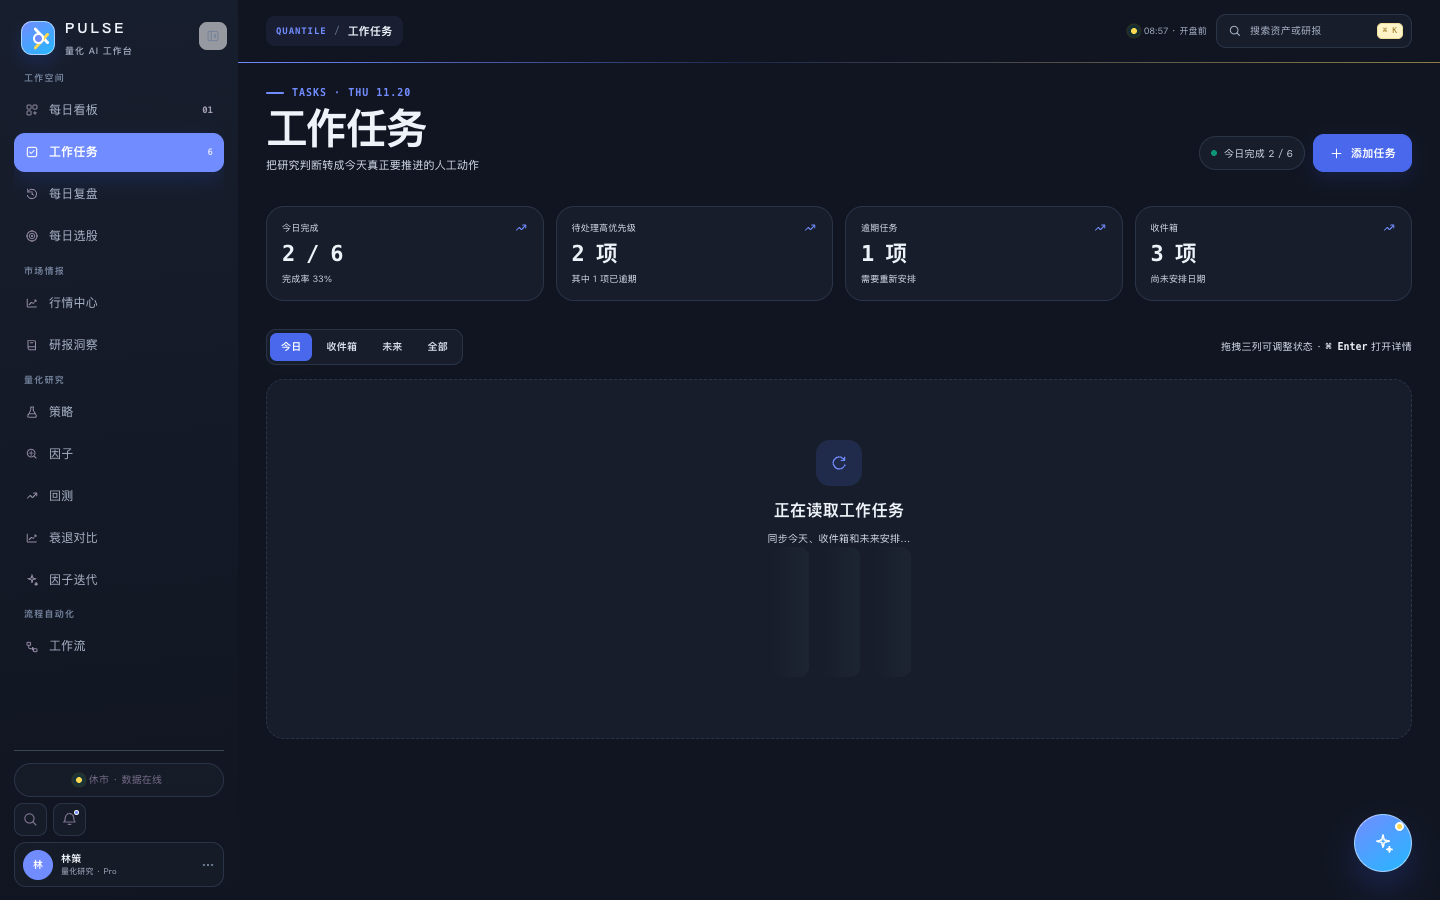 PULSE
量化 AI 工作台
工作空间
每日看板 01
工作任务 6
每日复盘
每日选股
市场情报
行情中心
研报洞察
量化研究
策略
因子
回测
衰退对比
因子迭代
流程自动化
工作流
休市 · 数据在线
林
林策
量化研究 · Pro
QUANTILE / 工作任务
08:57 · 开盘前
搜索资产或研报
⌘ K
TASKS · THU 11.20
工作任务
把研究判断转成今天真正要推进的人工动作
今日完成 2 / 6
添加任务
今日完成
2 / 6
完成率 33%
待处理高优先级
2 项
其中 1 项已逾期
逾期任务
1 项
需要重新安排
收件箱
3 项
尚未安排日期
今日 收件箱 未来 全部
拖拽三列可调整状态 · ⌘ Enter 打开详情
正在读取工作任务
同步今天、收件箱和未来安排...